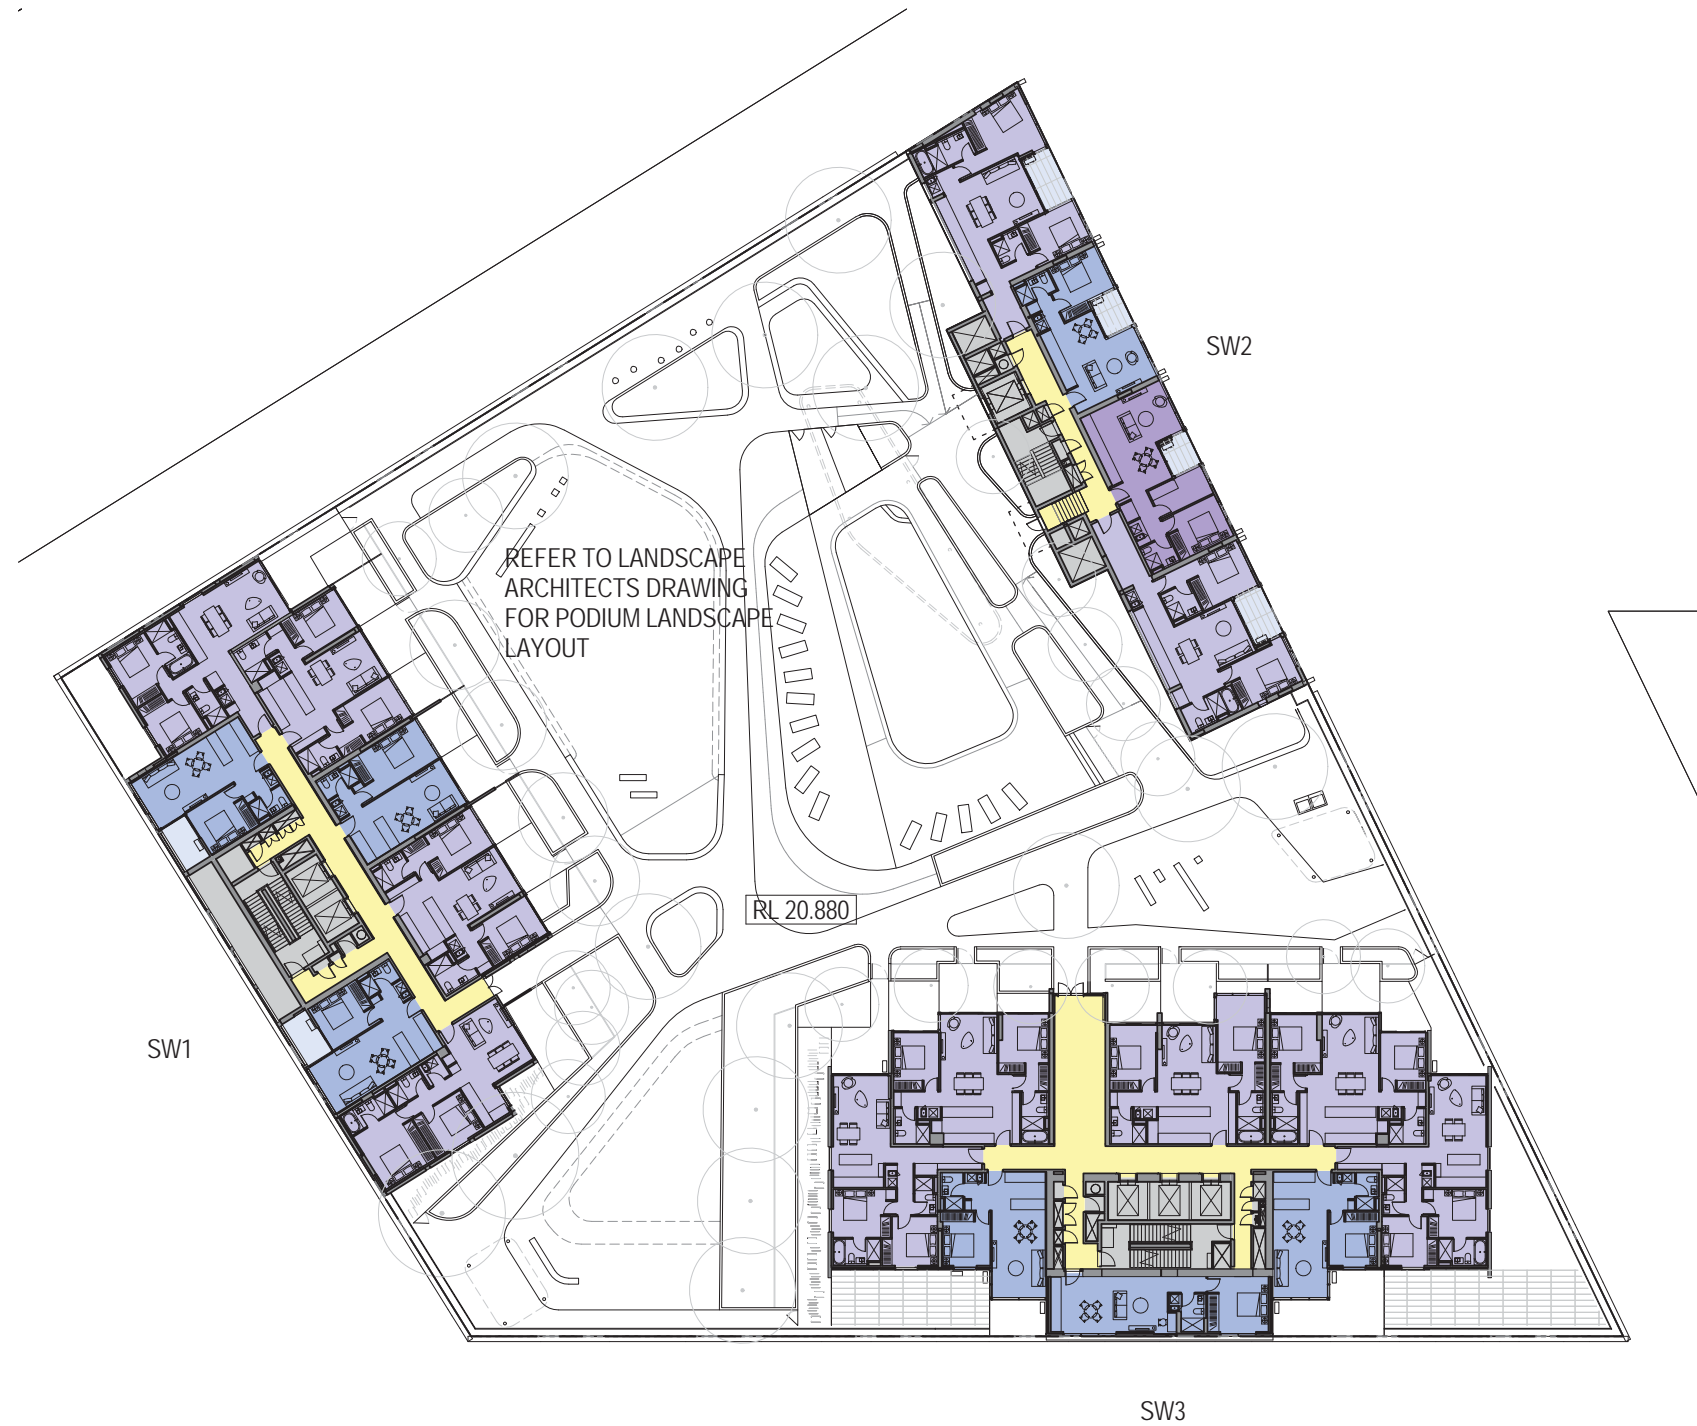 SW2
REFER TO LANDSCAPE
ARCHITECTS DRAWING
FOR PODIUM LANDSCAPE
LAYOUT
RL 20.880
SW1
SW3